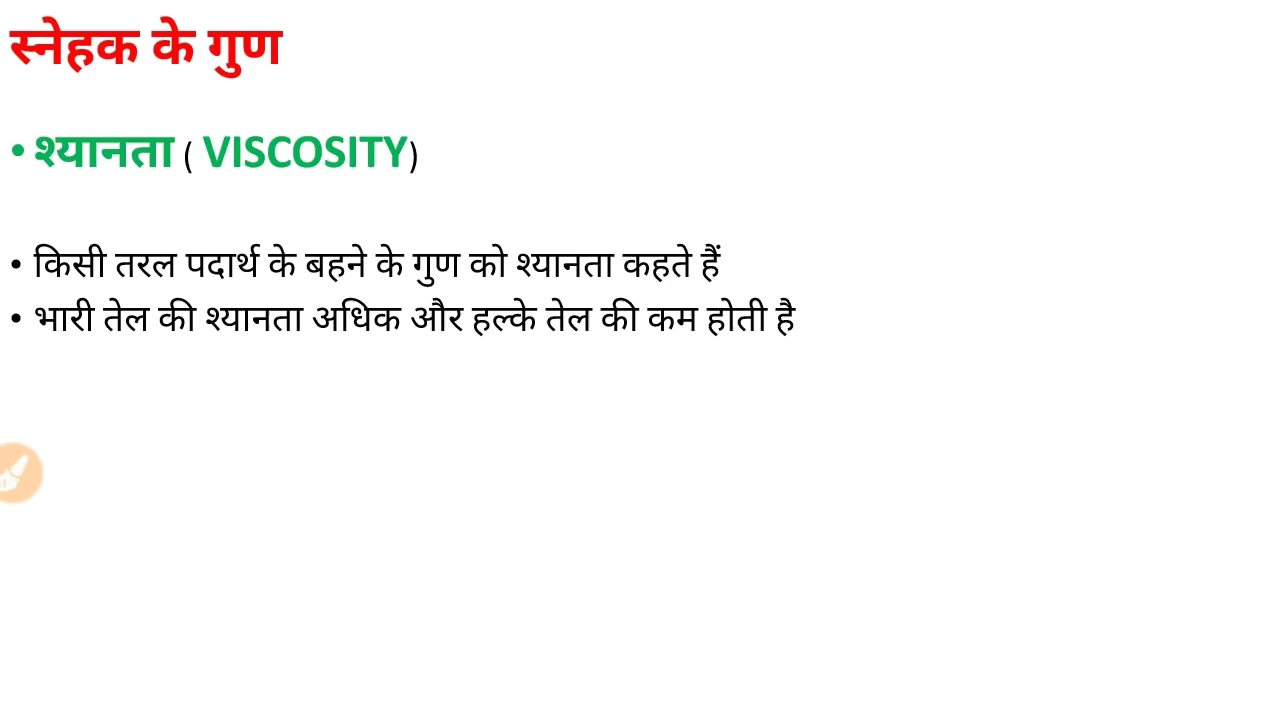 स्नेहक के गुण
• श्यानता ( VISCOSITY)
• किसी तरल पदार्थ के बहने के गुण को श्यानता कहते हैं
• भारी तेल की श्यानता अधिक और हल्के तेल की कम होती है